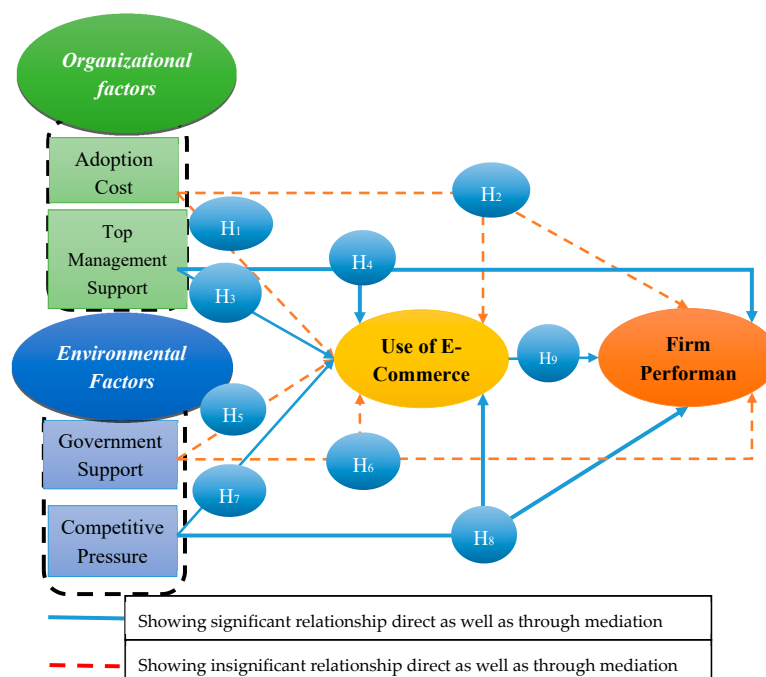 Organizational
factors
Adoption
Cost
H₂
H₁
Top
Management
Support
H₄
H₃
Environmental
Factors
Use of E-
Commerce
H₉
Firm
Performan
H₅
Government
Support
H₆
H₇
Competitive
Pressure
H₈
Showing significant relationship direct as well as through mediation
Showing insignificant relationship direct as well as through mediation